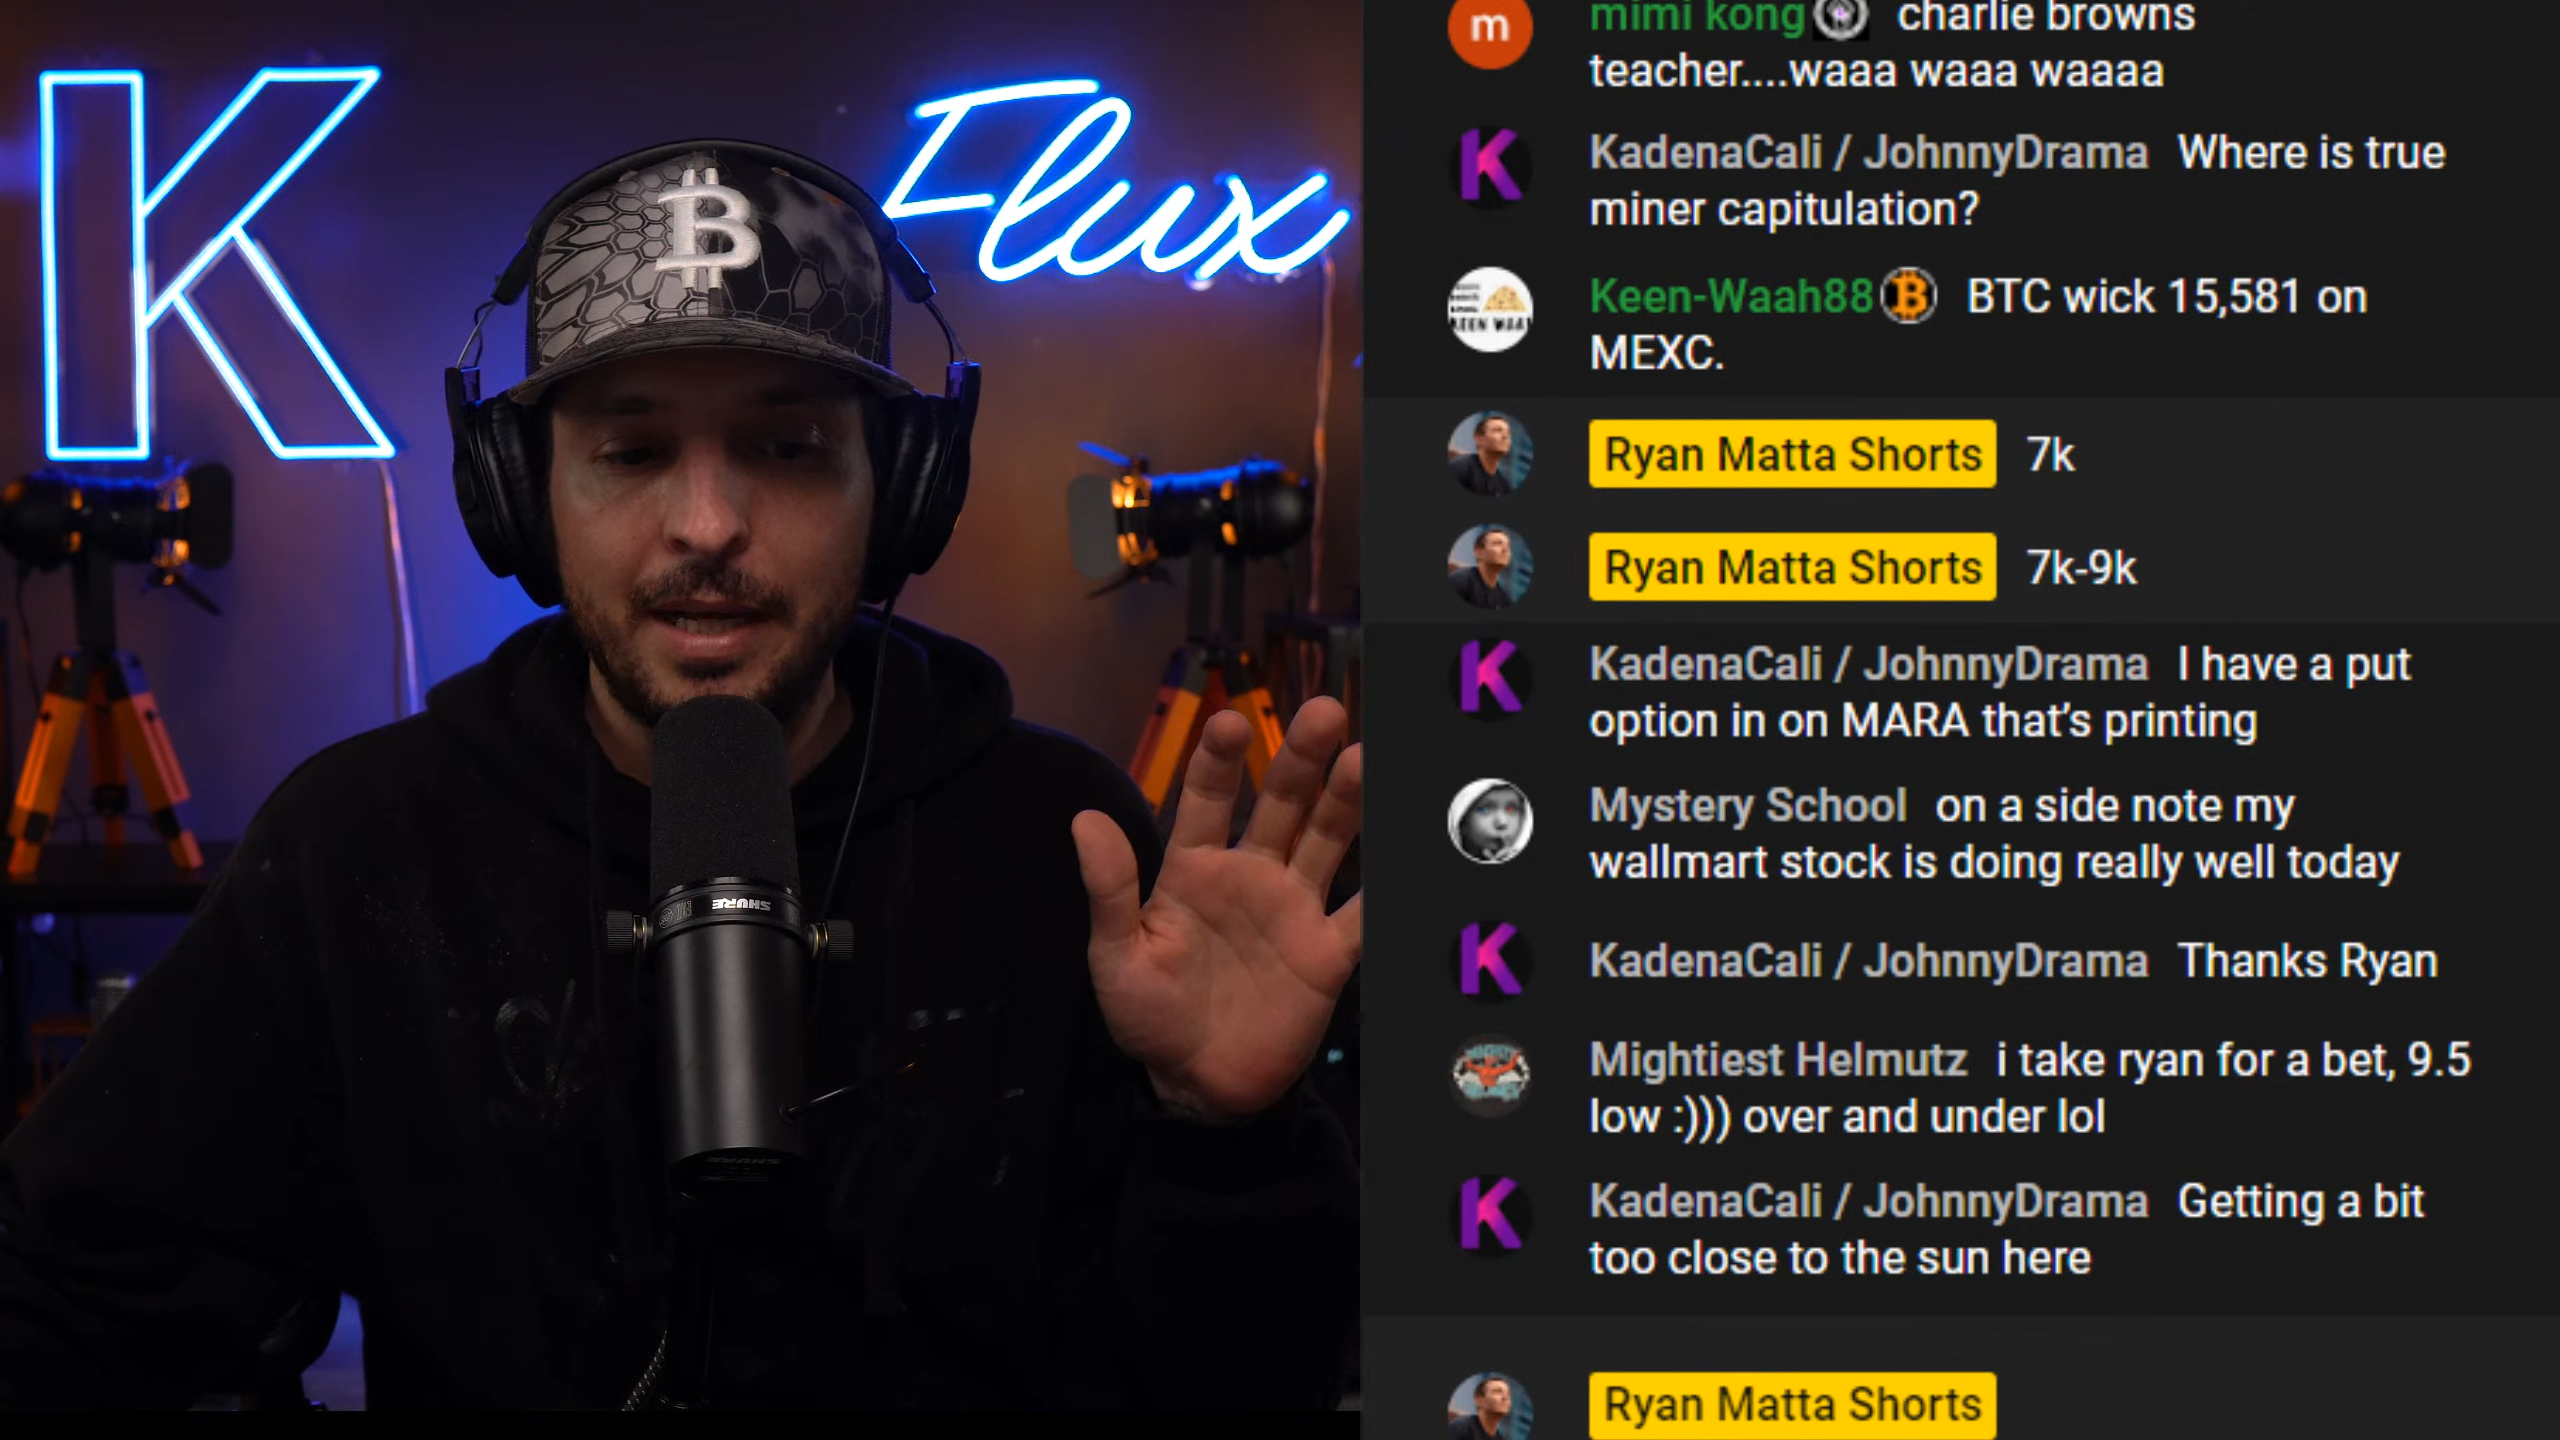 K
Flux
B
SHURE
mimi kong charlie browns
teacher....waaa waaa waaaa
KadenaCali / JohnnyDrama Where is true
miner capitulation?
Keen-Waah88 BTC wick 15,581 on
MEXC.
Ryan Matta Shorts 7k
Ryan Matta Shorts 7k-9k
KadenaCali / JohnnyDrama I have a put
option in on MARA that's printing
Mystery School on a side note my
wallmart stock is doing really well today
KadenaCali / JohnnyDrama Thanks Ryan
Mightiest Helmutz i take ryan for a bet, 9.5
low :))) over and under lol
KadenaCali / JohnnyDrama Getting a bit
too close to the sun here
Ryan Matta Shorts